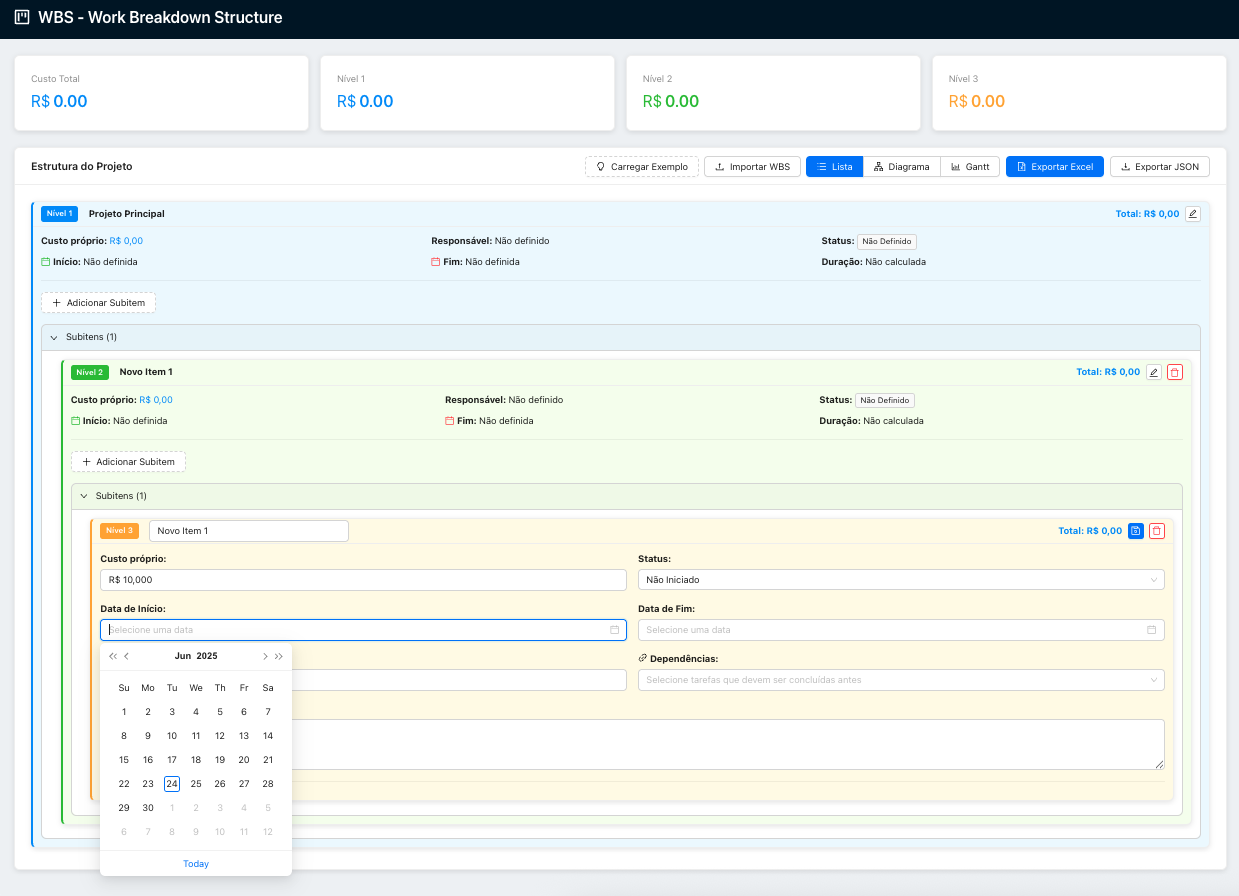 WBS - Work Breakdown Structure
Custo Total
R$ 0.00
Nível 1
R$ 0.00
Nível 2
R$ 0.00
Nível 3
R$ 0.00
Estrutura do Projeto
Carregar Exemplo
Importar WBS
Lista
Diagrama
Gantt
Exportar Excel
Exportar JSON
Nível 1 Projeto Principal Total: R$ 0,00
Custo próprio: R$ 0,00 Responsável: Não definido Status: Não Definido
Início: Não definida Fim: Não definida Duração: Não calculada
+ Adicionar Subitem
Subitens (1)
Nível 2 Novo Item 1 Total: R$ 0,00
Custo próprio: R$ 0,00 Responsável: Não definido Status: Não Definido
Início: Não definida Fim: Não definida Duração: Não calculada
+ Adicionar Subitem
Subitens (1)
Nível 3 Novo Item 1 Total: R$ 0,00
Custo próprio: Status:
R$ 10,000 Não Iniciado
Data de Início: Data de Fim:
Selecione uma data Selecione uma data
Dependências:
Selecione tarefas que devem ser concluídas antes
Jun 2025
Su Mo Tu We Th Fr Sa
1 2 3 4 5 6 7
8 9 10 11 12 13 14
15 16 17 18 19 20 21
22 23 24 25 26 27 28
29 30 1 2 3 4 5
6 7 8 9 10 11 12
Today